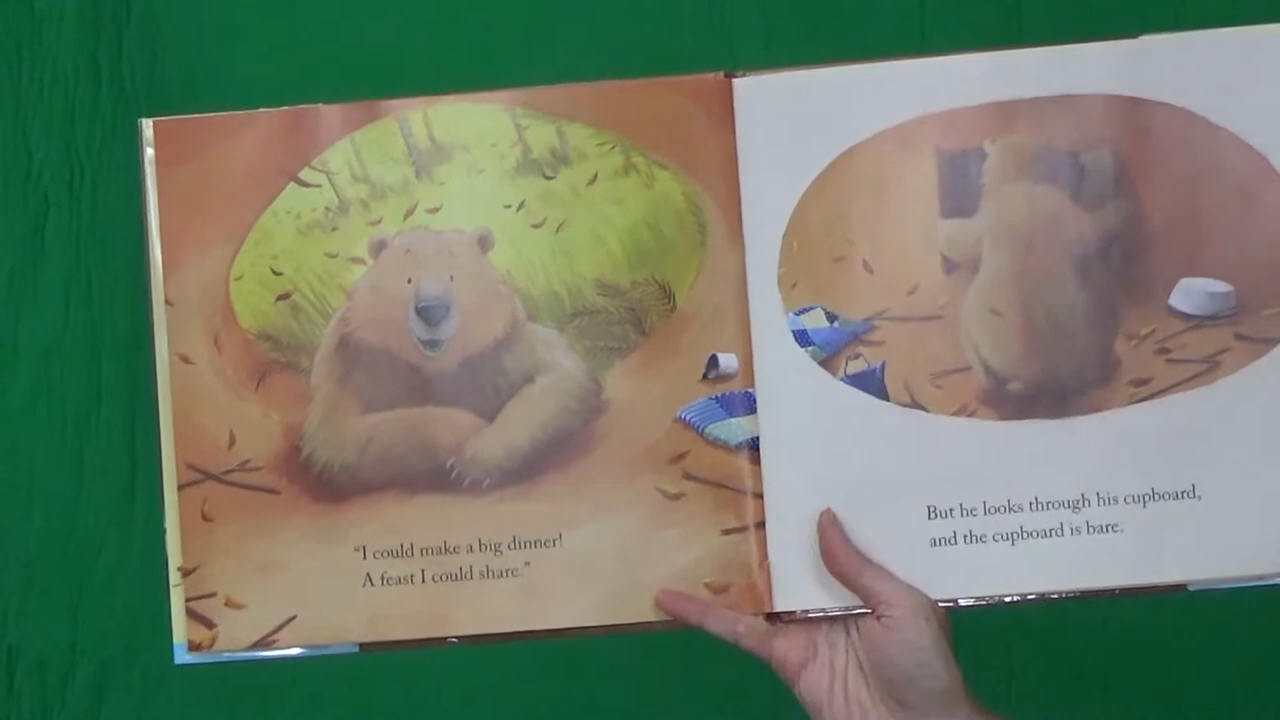 “I could make a big dinner!
A feast I could share.”
But he looks through his cupboard,
and the cupboard is bare.